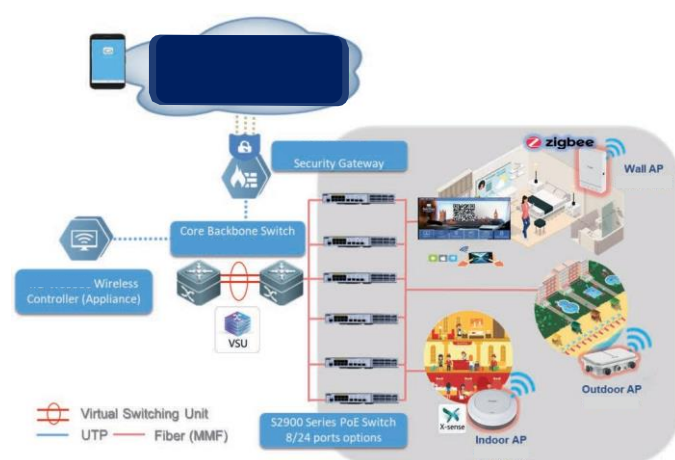 zigbee
Wall AP
Security Gateway
Core Backbone Switch
Wireless
Controller (Appliance)
VSU
Outdoor AP
X-sense
Indoor AP
S2900 Series PoE Switch
8/24 ports options
Virtual Switching Unit
UTP
Fiber (MMF)